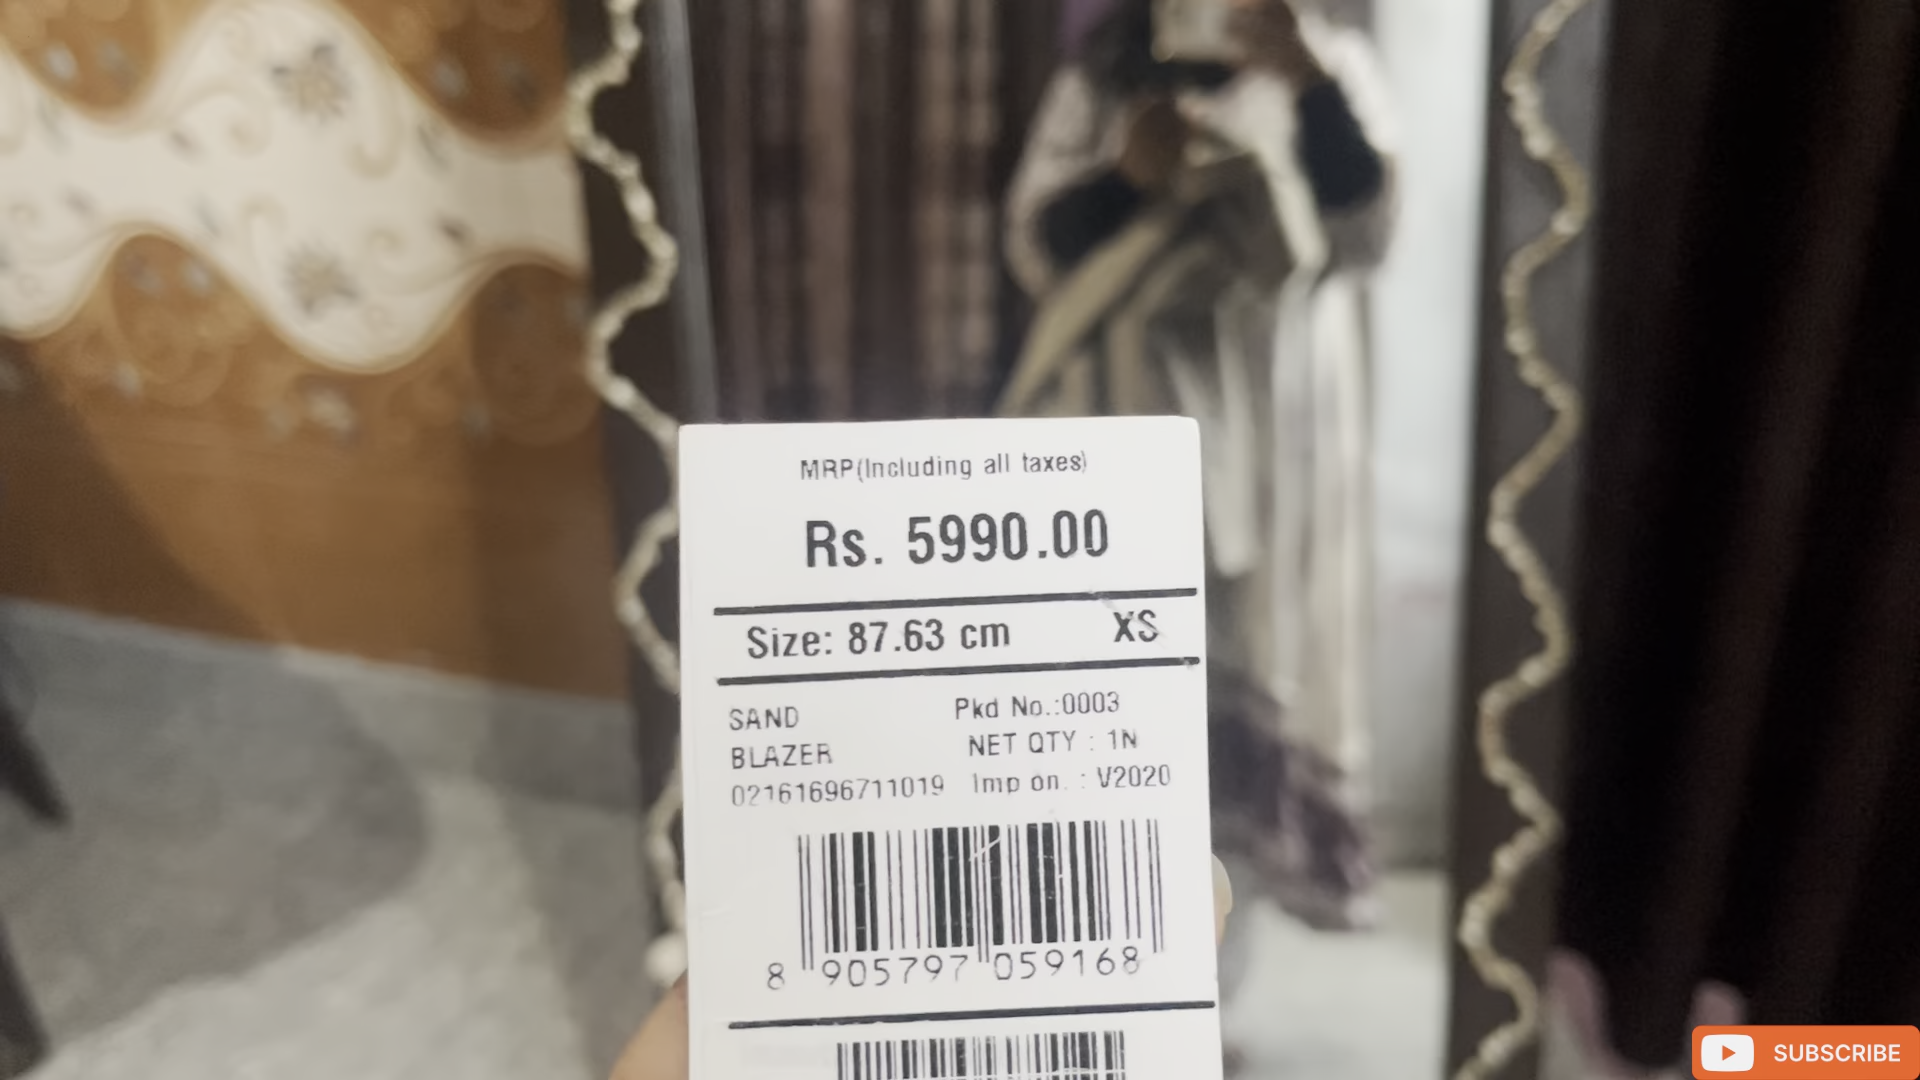 MRP(Including all taxes)
Rs. 5990.00
Size: 87.63 cm XS
SAND Pkd No.:0003
BLAZER NET QTY : 1N
02161696711019 Imp on. : V2020
8 905797 059168
SUBSCRIBE